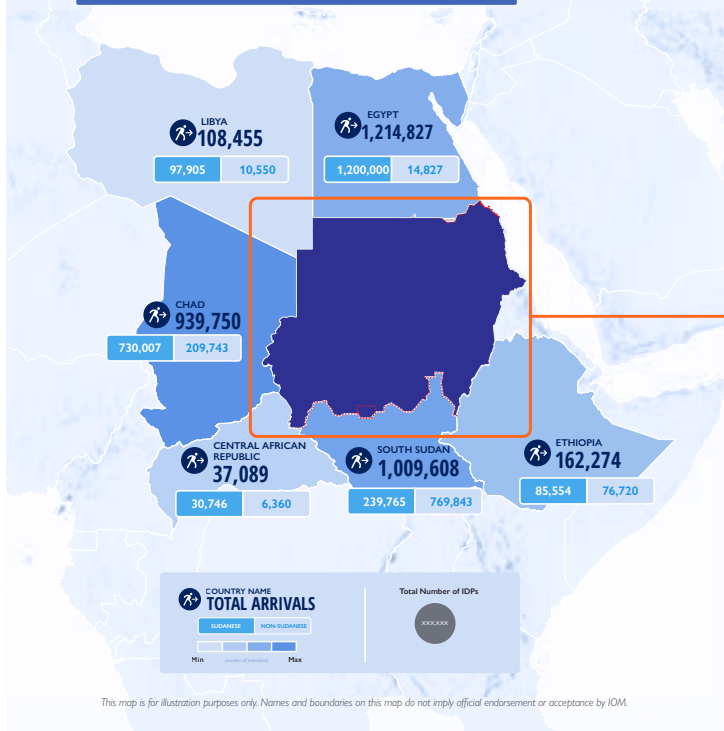 LIBYA
108,455
97,905 10,550
EGYPT
1,214,827
1,200,000 14,827
CHAD
939,750
730,007 209,743
CENTRAL AFRICAN
REPUBLIC
37,089
30,746 6,360
SOUTH SUDAN
1,009,608
239,765 769,843
ETHIOPIA
162,274
85,554 76,720
COUNTRY NAME
TOTAL ARRIVALS
SUDANESE NON-SUDANESE
Min (number of individuals) Max
Total Number of IDPs
xxx,xxx
This map is for illustration purposes only. Names and boundaries on this map do not imply official endorsement or acceptance by IOM.